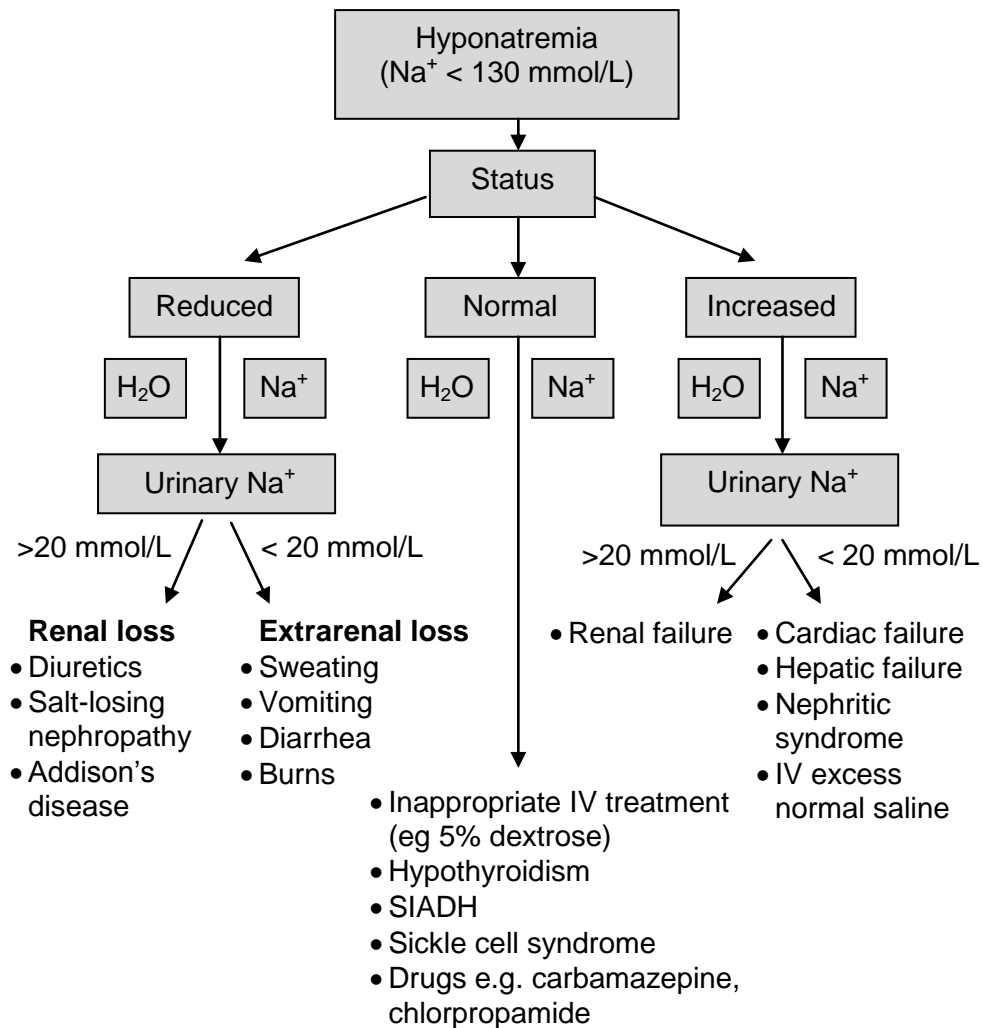 Hyponatremia
(Na⁺ < 130 mmol/L)
Status
Reduced
Normal
Increased
H₂O
Na⁺
H₂O
Na⁺
H₂O
Na⁺
Urinary Na⁺
Urinary Na⁺
>20 mmol/L
< 20 mmol/L
>20 mmol/L
< 20 mmol/L
Renal loss
• Diuretics
• Salt-losing
nephropathy
• Addison's
disease
Extrarenal loss
• Sweating
• Vomiting
• Diarrhea
• Burns
• Inappropriate IV treatment
(eg 5% dextrose)
• Hypothyroidism
• SIADH
• Sickle cell syndrome
• Drugs e.g. carbamazepine,
chlorpropamide
• Renal failure
• Cardiac failure
• Hepatic failure
• Nephritic
syndrome
• IV excess
normal saline